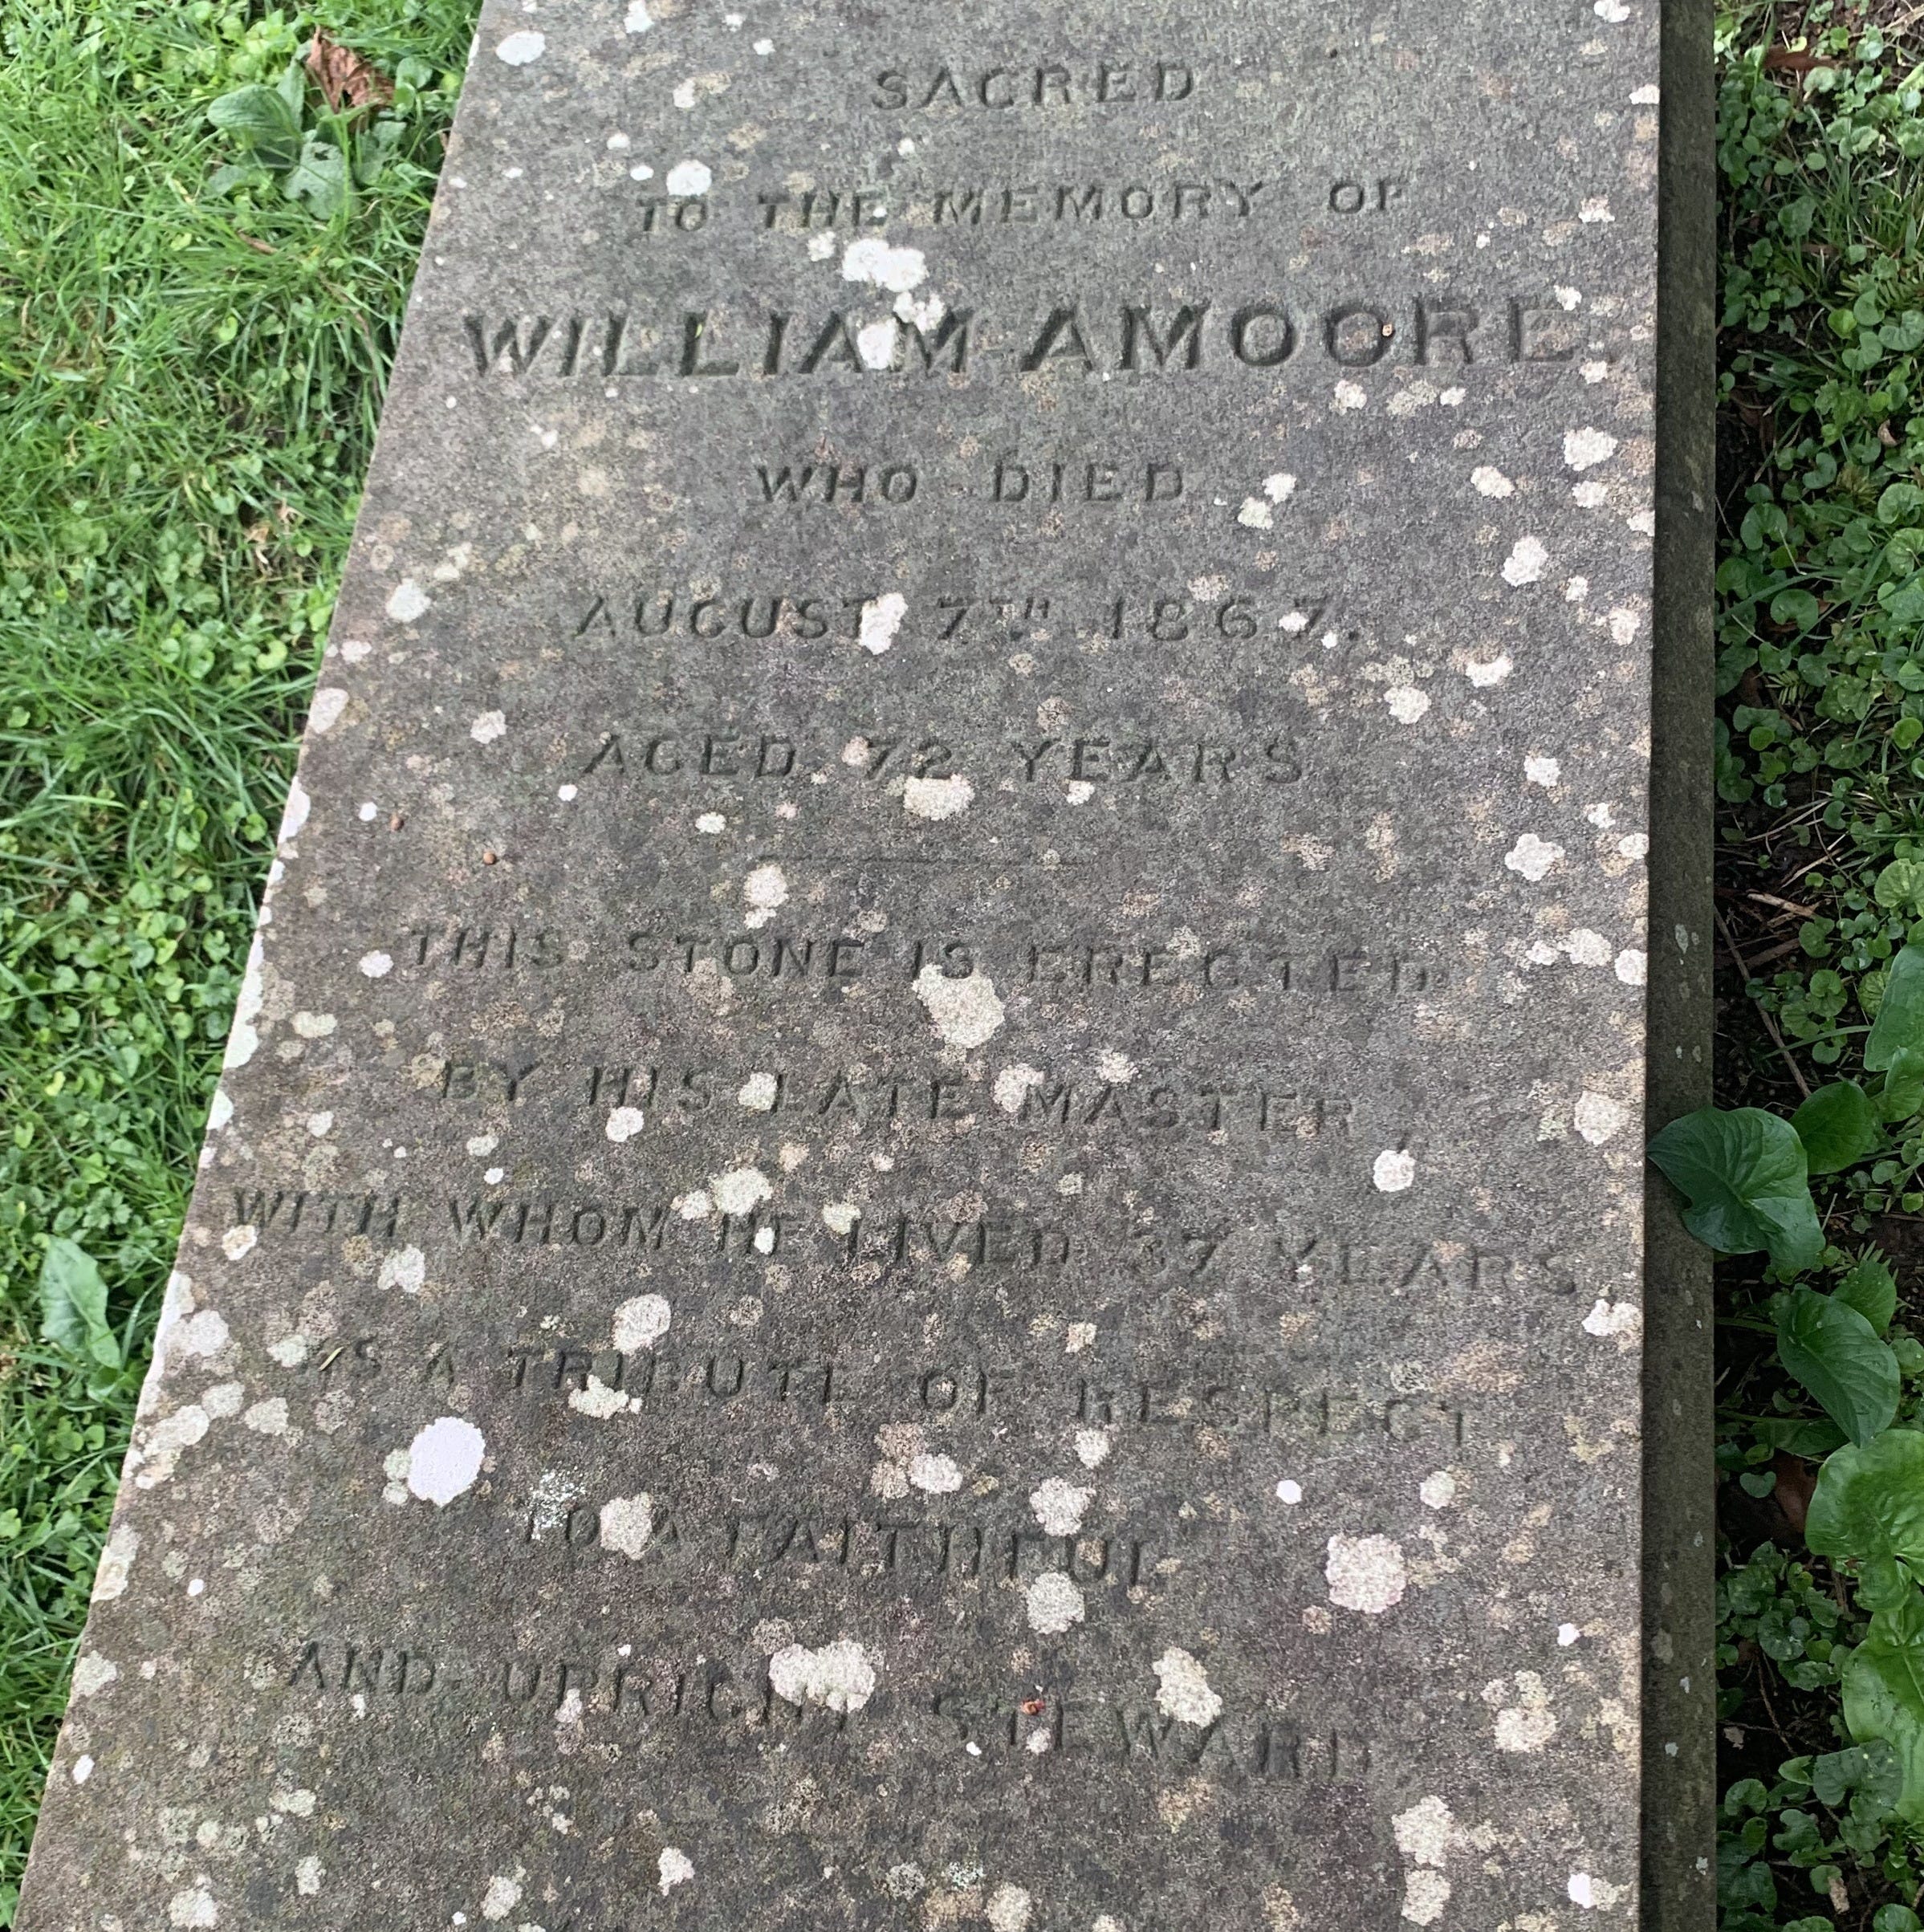 SACRED
TO THE MEMORY OF
WILLIAM AMOORE.
WHO DIED
AUGUST 7TH 1867.
AGED 72 YEARS
THIS STONE IS ERECTED
BY HIS LATE MASTER,
WITH WHOM HE LIVED 37 YEARS
AS A TRIBUTE OF RESPECT
TO A FAITHFUL
AND UPRIGHT STEWARD.